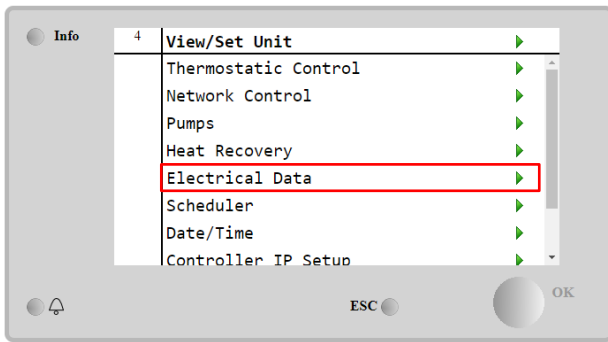 Info
4 View/Set Unit
Thermostatic Control
Network Control
Pumps
Heat Recovery
Electrical Data
Scheduler
Date/Time
Controller IP Setup
ESC
OK